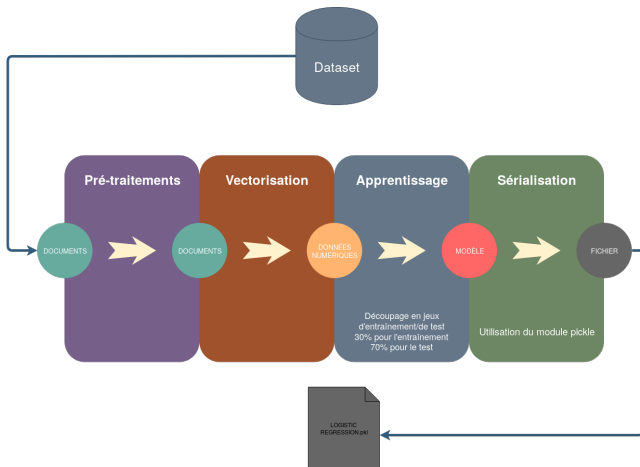 Dataset
Pré-traitements
Vectorisation
Apprentissage
Sérialisation
DOCUMENTS
DOCUMENTS
DONNÉES
NUMÉRIQUES
MODÈLE
FICHIER
Découpage en jeux
d'entraînement/de test
30% pour l'entraînement
70% pour le test
Utilisation du module pickle
LOGISTIC
REGRESSION.pkl